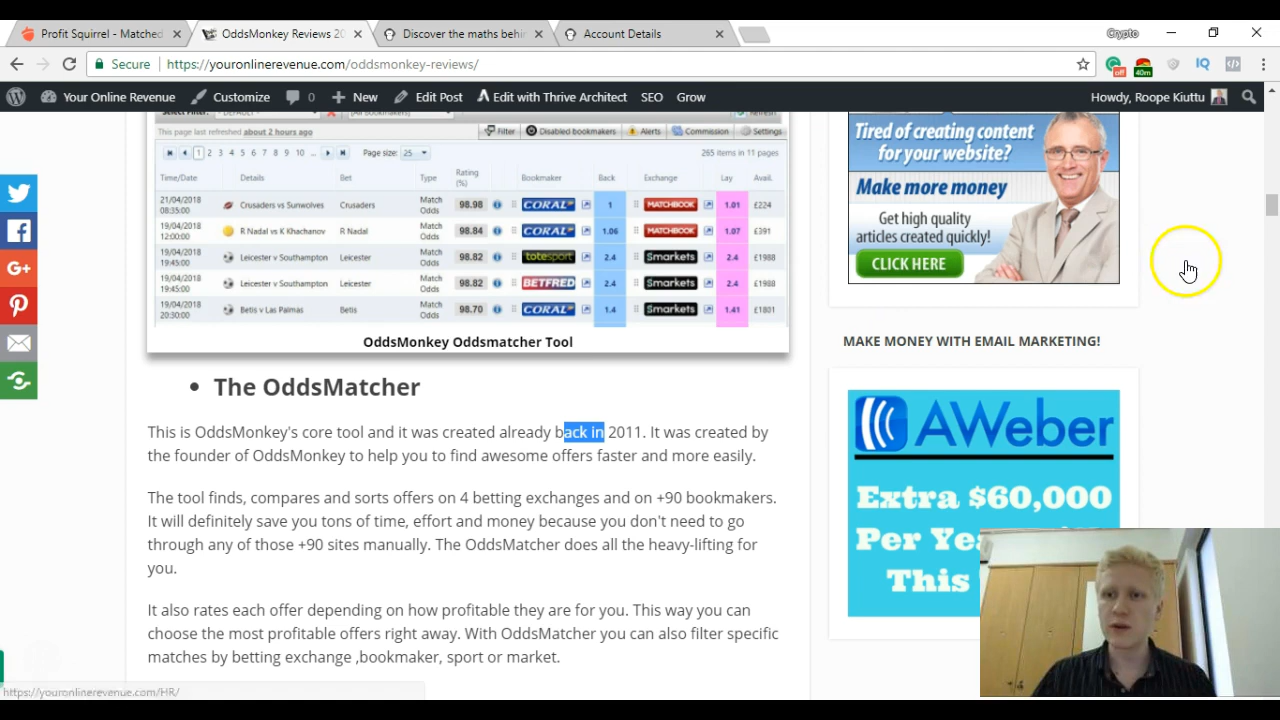 Profit Squirrel - Matched
OddsMonkey Reviews 20
Discover the maths behin
Account Details
Crypto
Secure https://youronlinerevenue.com/oddsmonkey-reviews/
off
40m
IQ
Your Online Revenue Customize 0 New Edit Post Edit with Thrive Architect SEO Grow Howdy, Roope Kiuttu
This page last refreshed about 2 hours ago Filter Disabled bookmakers Alerts Commission Settings
1 2 3 4 5 6 7 8 9 10 ... Page size: 25 265 items in 11 pages
Time/Date Details Bet Type Rating (%) Bookmaker Back Exchange Lay Avail.
21/04/2018 08:35:00 Crusaders vs Sunwolves Crusaders Match Odds 98.98 CORAL 1 MATCHBOOK 1.01 £224
19/04/2018 12:00:00 R Nadal vs K Khachanov R Nadal Match Odds 98.84 CORAL 1.06 MATCHBOOK 1.07 £391
19/04/2018 19:45:00 Leicester v Southampton Leicester Match Odds 98.82 totesport 2.4 Smarkets 2.4 £1988
19/04/2018 19:45:00 Leicester v Southampton Leicester Match Odds 98.82 BETFRED 2.4 Smarkets 2.4 £1988
19/04/2018 20:30:00 Betis v Las Palmas Betis Match Odds 98.70 CORAL 1.4 Smarkets 1.41 £1801
OddsMonkey Oddsmatcher Tool
The OddsMatcher
This is OddsMonkey's core tool and it was created already back in 2011. It was created by
the founder of OddsMonkey to help you to find awesome offers faster and more easily.
The tool finds, compares and sorts offers on 4 betting exchanges and on +90 bookmakers.
It will definitely save you tons of time, effort and money because you don't need to go
through any of those +90 sites manually. The OddsMatcher does all the heavy-lifting for
you.
It also rates each offer depending on how profitable they are for you. This way you can
choose the most profitable offers right away. With OddsMatcher you can also filter specific
matches by betting exchange ,bookmaker, sport or market.
Tired of creating content
for your website?
Make more money
Get high quality
articles created quickly!
CLICK HERE
MAKE MONEY WITH EMAIL MARKETING!
AWeber
Extra $60,000
Per Ye
This
https://youronlinerevenue.com/HR/